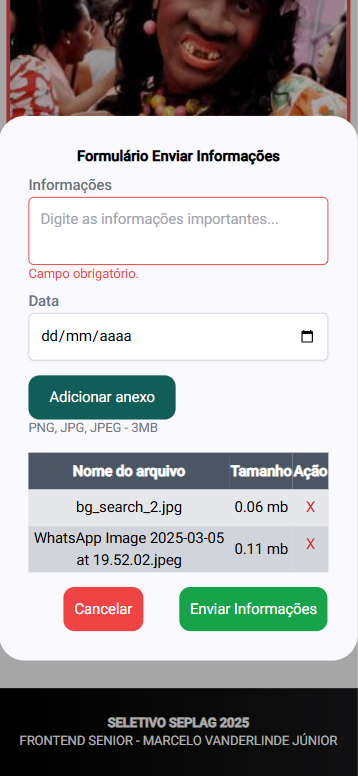 Formulário Enviar Informações
Informações
Digite as informações importantes...
Campo obrigatório.
Data
dd/mm/aaaa
Adicionar anexo
PNG, JPG, JPEG - 3MB
Nome do arquivo Tamanho Ação
bg_search_2.jpg 0.06 mb X
WhatsApp Image 2025-03-05
at 19.52.02.jpeg 0.11 mb X
Cancelar Enviar Informações
SELETIVO SEPLAG 2025
FRONTEND SENIOR - MARCELO VANDERLINDE JÚNIOR